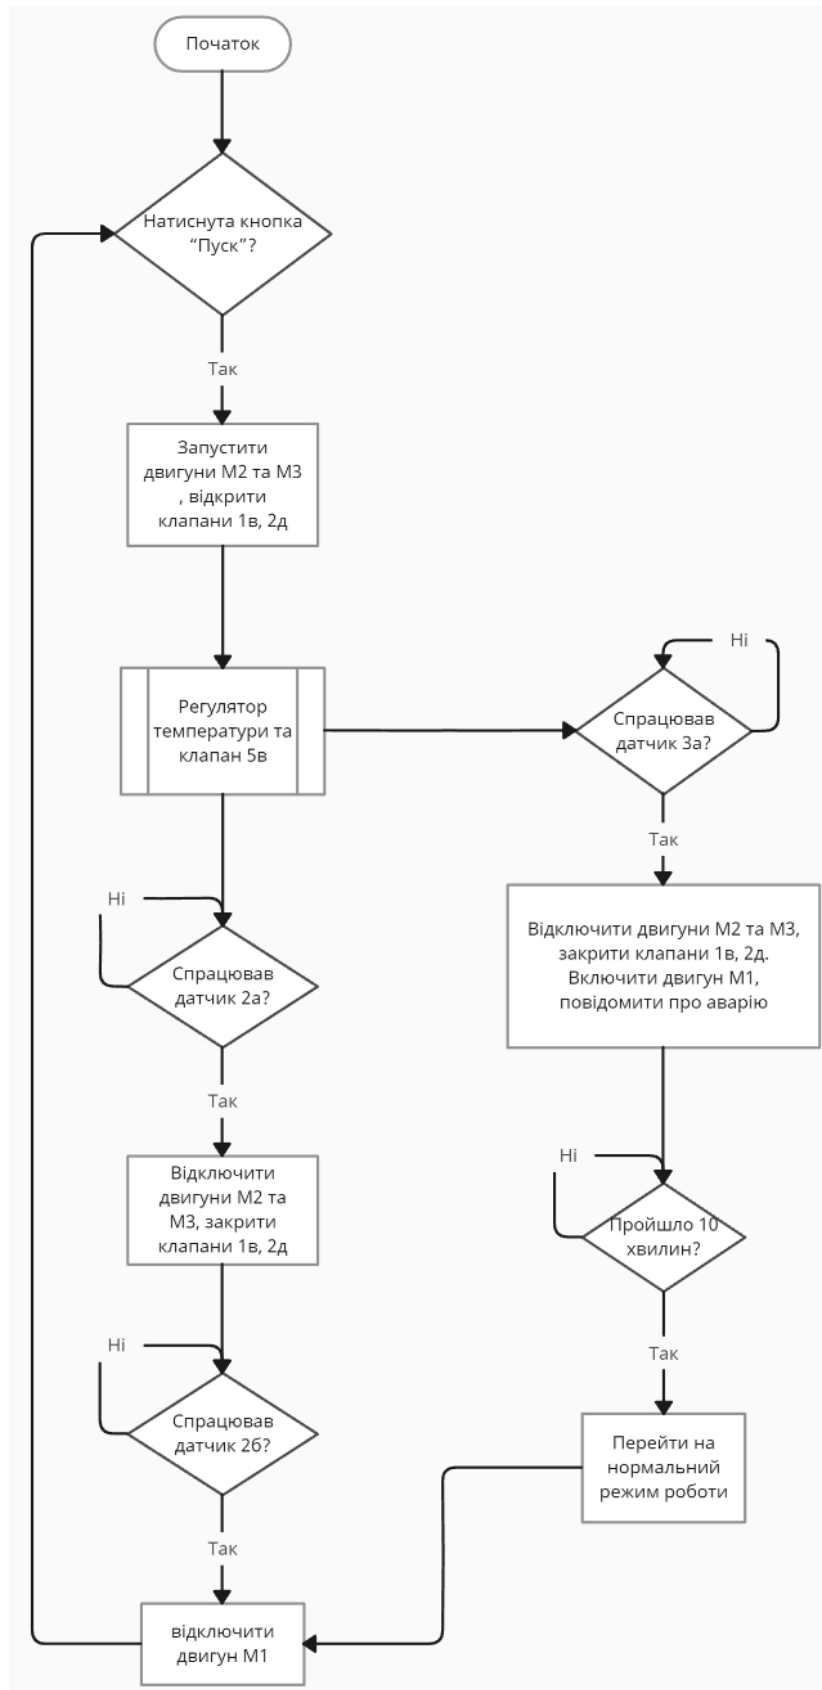 Початок
Натиснута кнопка
“Пуск”?
Так
Запустити
двигуни М2 та М3
, відкрити
клапани 1в, 2д
Регулятор
температури та
клапан 5в
Ні
Спрацював
датчик 3а?
Так
Відключити двигуни М2 та М3,
закрити клапани 1в, 2д.
Включити двигун М1,
повідомити про аварію
Ні
Спрацював
датчик 2а?
Так
Відключити
двигуни М2 та
М3, закрити
клапани 1в, 2д
Ні
Пройшло 10
хвилин?
Так
Перейти на
нормальний
режим роботи
Ні
Спрацював
датчик 2б?
Так
відключити
двигун М1